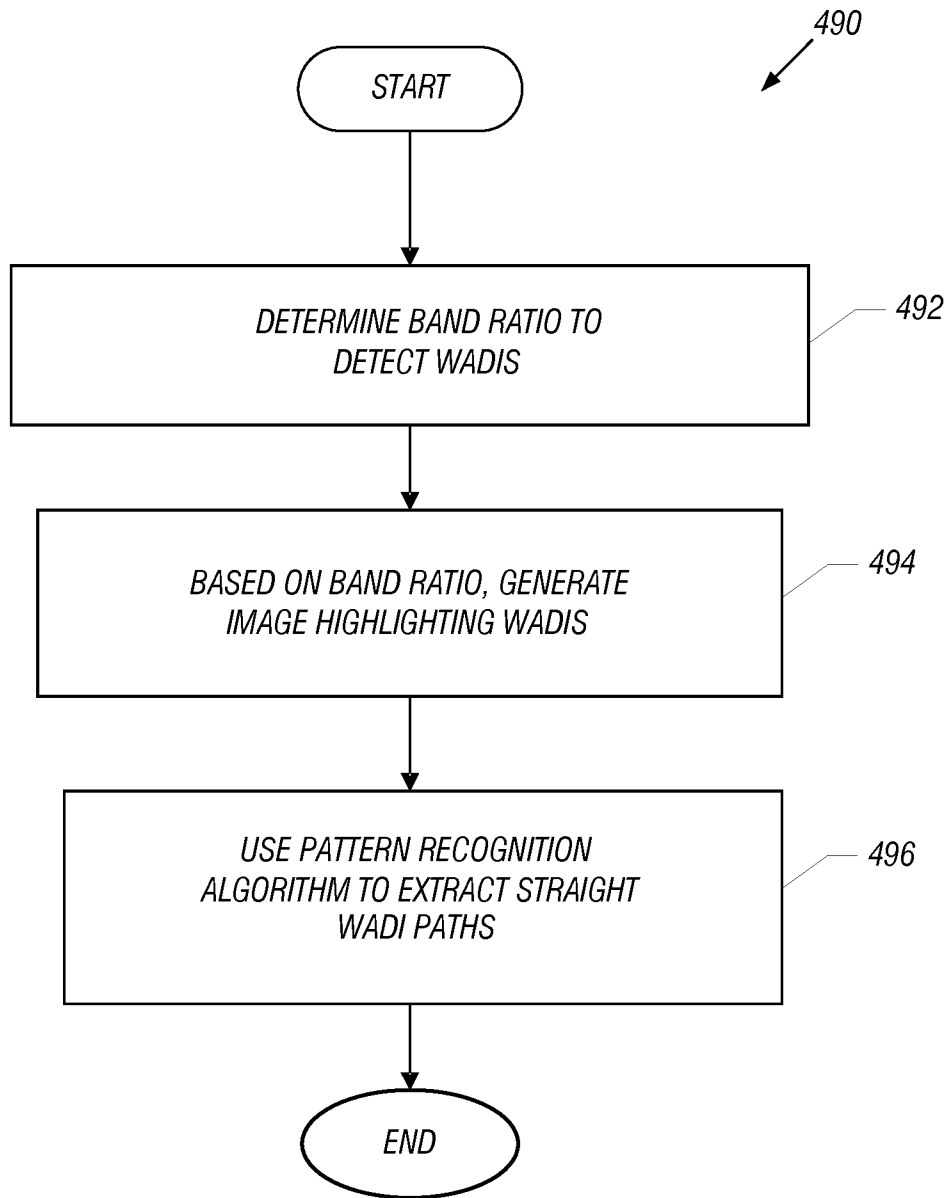 490
START
DETERMINE BAND RATIO TO
DETECT WADIS
492
BASED ON BAND RATIO, GENERATE
IMAGE HIGHLIGHTING WADIS
494
USE PATTERN RECOGNITION
ALGORITHM TO EXTRACT STRAIGHT
WADI PATHS
496
END